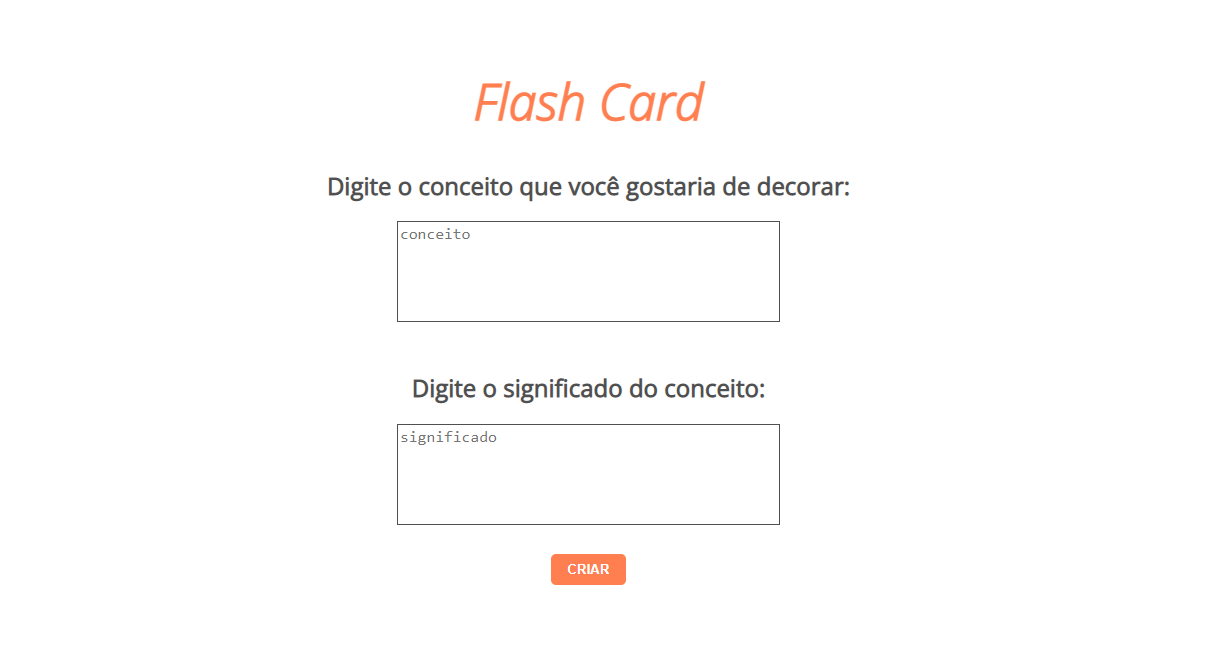 Flash Card
Digite o conceito que você gostaria de decorar:
conceito
Digite o significado do conceito:
significado
CRIAR